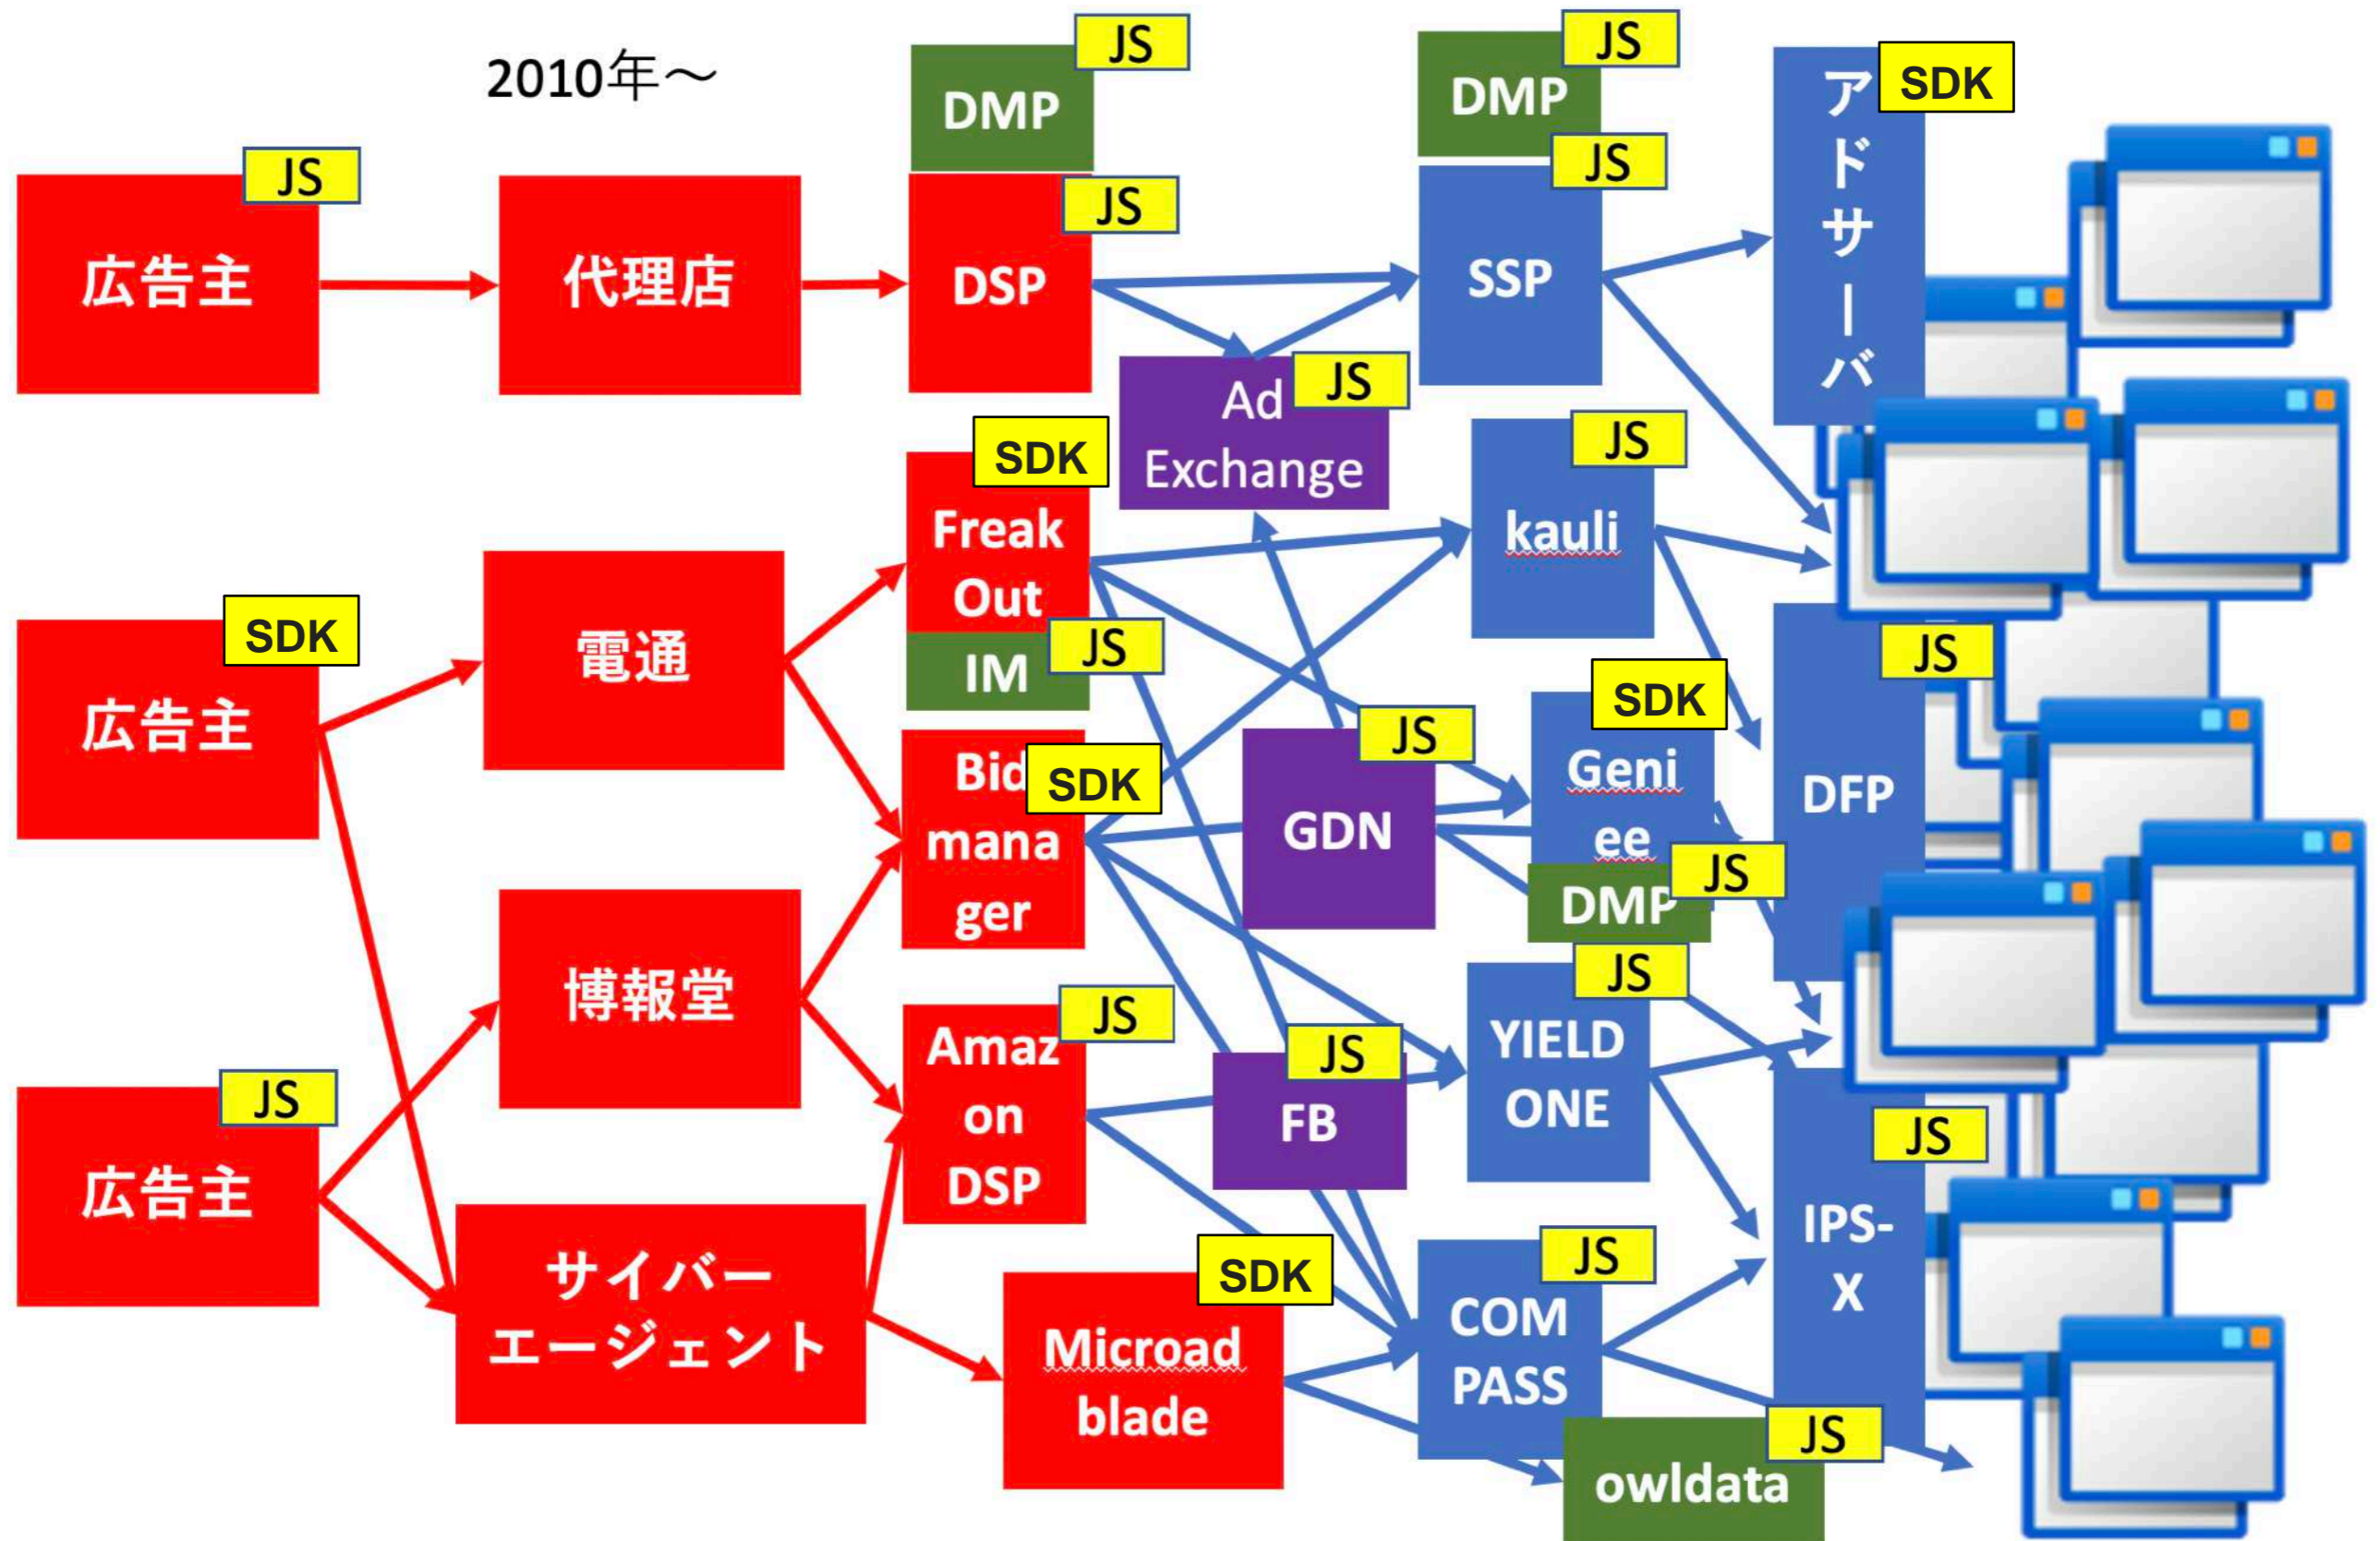 2010年～
JS
DMP
JS
DMP
SDK
アドサーバ
JS
広告主
代理店
JS
DSP
JS
SSP
JS
Ad
Exchange
SDK
Freak
Out
JS
IM
JS
kauli
SDK
広告主
電通
SDK
Bid
mana
ger
JS
GDN
SDK
Geni
ee
JS
DMP
JS
DFP
博報堂
JS
Amaz
on
DSP
JS
FB
JS
YIELD
ONE
JS
広告主
サイバー
エージェント
SDK
Microad
blade
JS
COM
PASS
JS
IPS-
X
JS
owldata